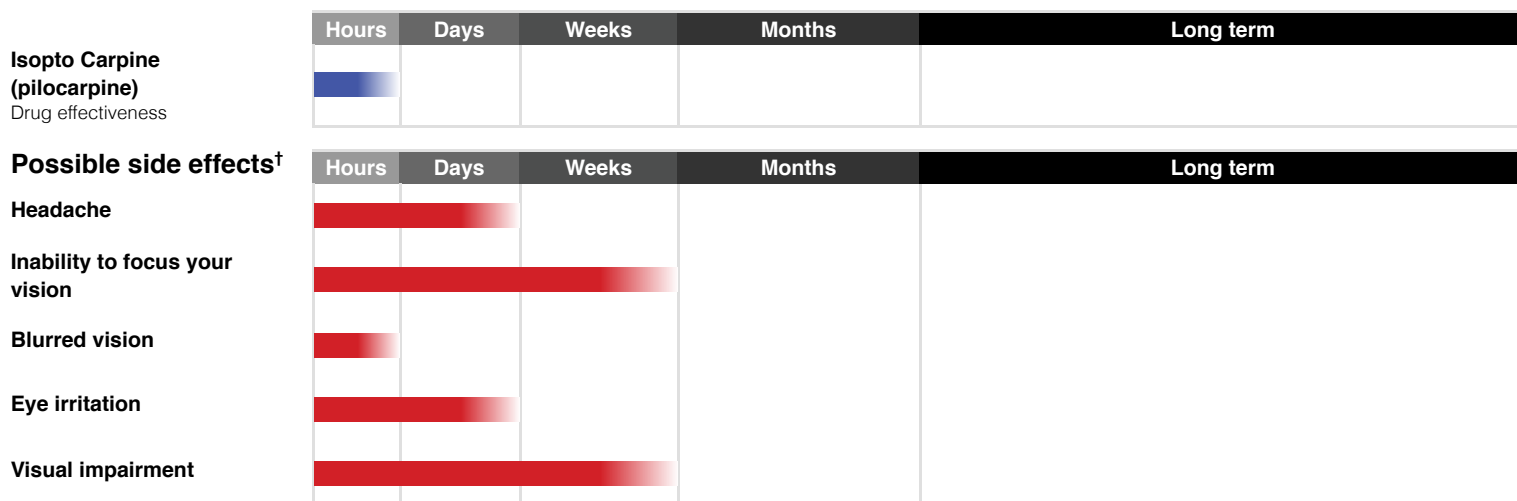 Hours Days Weeks Months Long term
Isopto Carpine
(pilocarpine)
Drug effectiveness
Possible side effects† Hours Days Weeks Months Long term
Headache
Inability to focus your
vision
Blurred vision
Eye irritation
Visual impairment